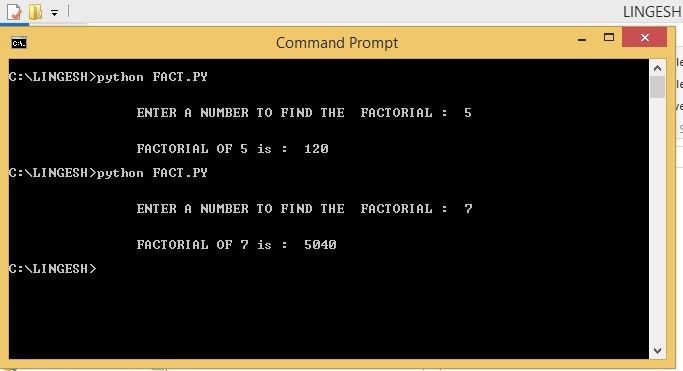 LINGESH
Command Prompt
C:\LINGESH>python FACT.PY
ENTER A NUMBER TO FIND THE  FACTORIAL :  5
FACTORIAL OF 5 is :  120
C:\LINGESH>python FACT.PY
ENTER A NUMBER TO FIND THE  FACTORIAL :  7
FACTORIAL OF 7 is :  5040
C:\LINGESH>